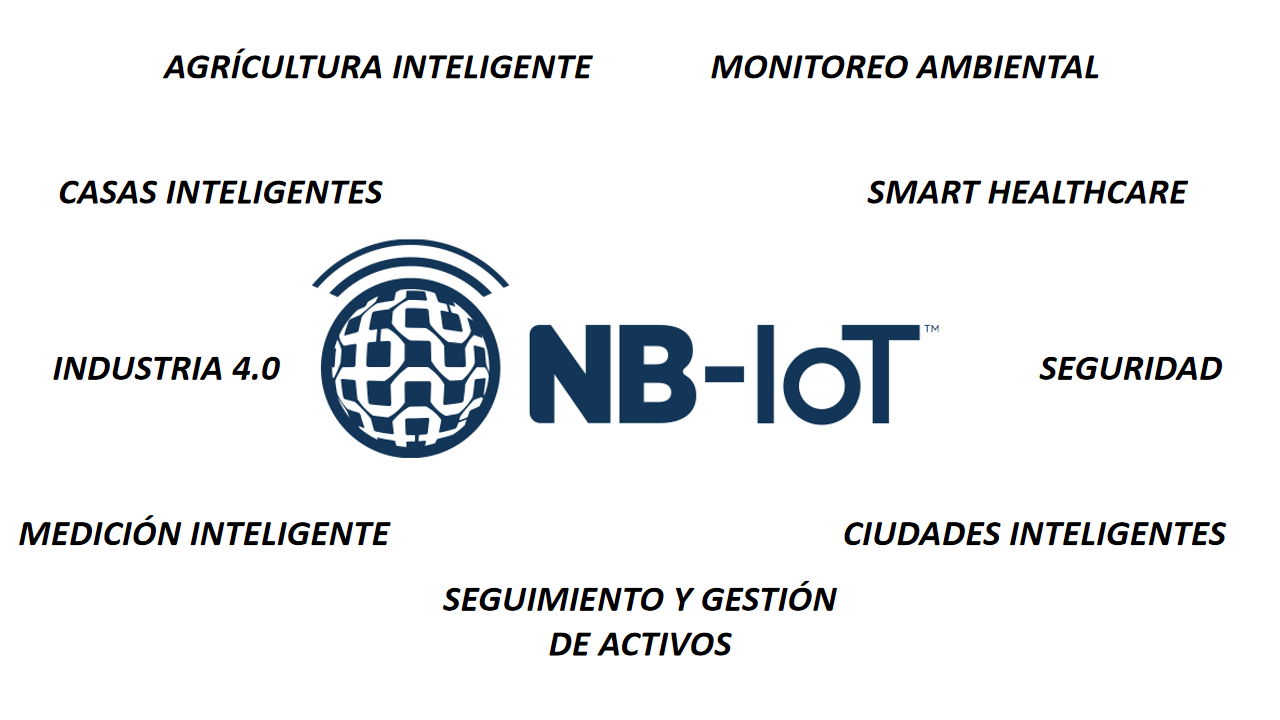 AGRÍCULTURA INTELIGENTE
MONITOREO AMBIENTAL
CASAS INTELIGENTES
SMART HEALTHCARE
INDUSTRIA 4.0
NB-IoT™
SEGURIDAD
MEDICIÓN INTELIGENTE
CIUDADES INTELIGENTES
SEGUIMIENTO Y GESTIÓN
DE ACTIVOS